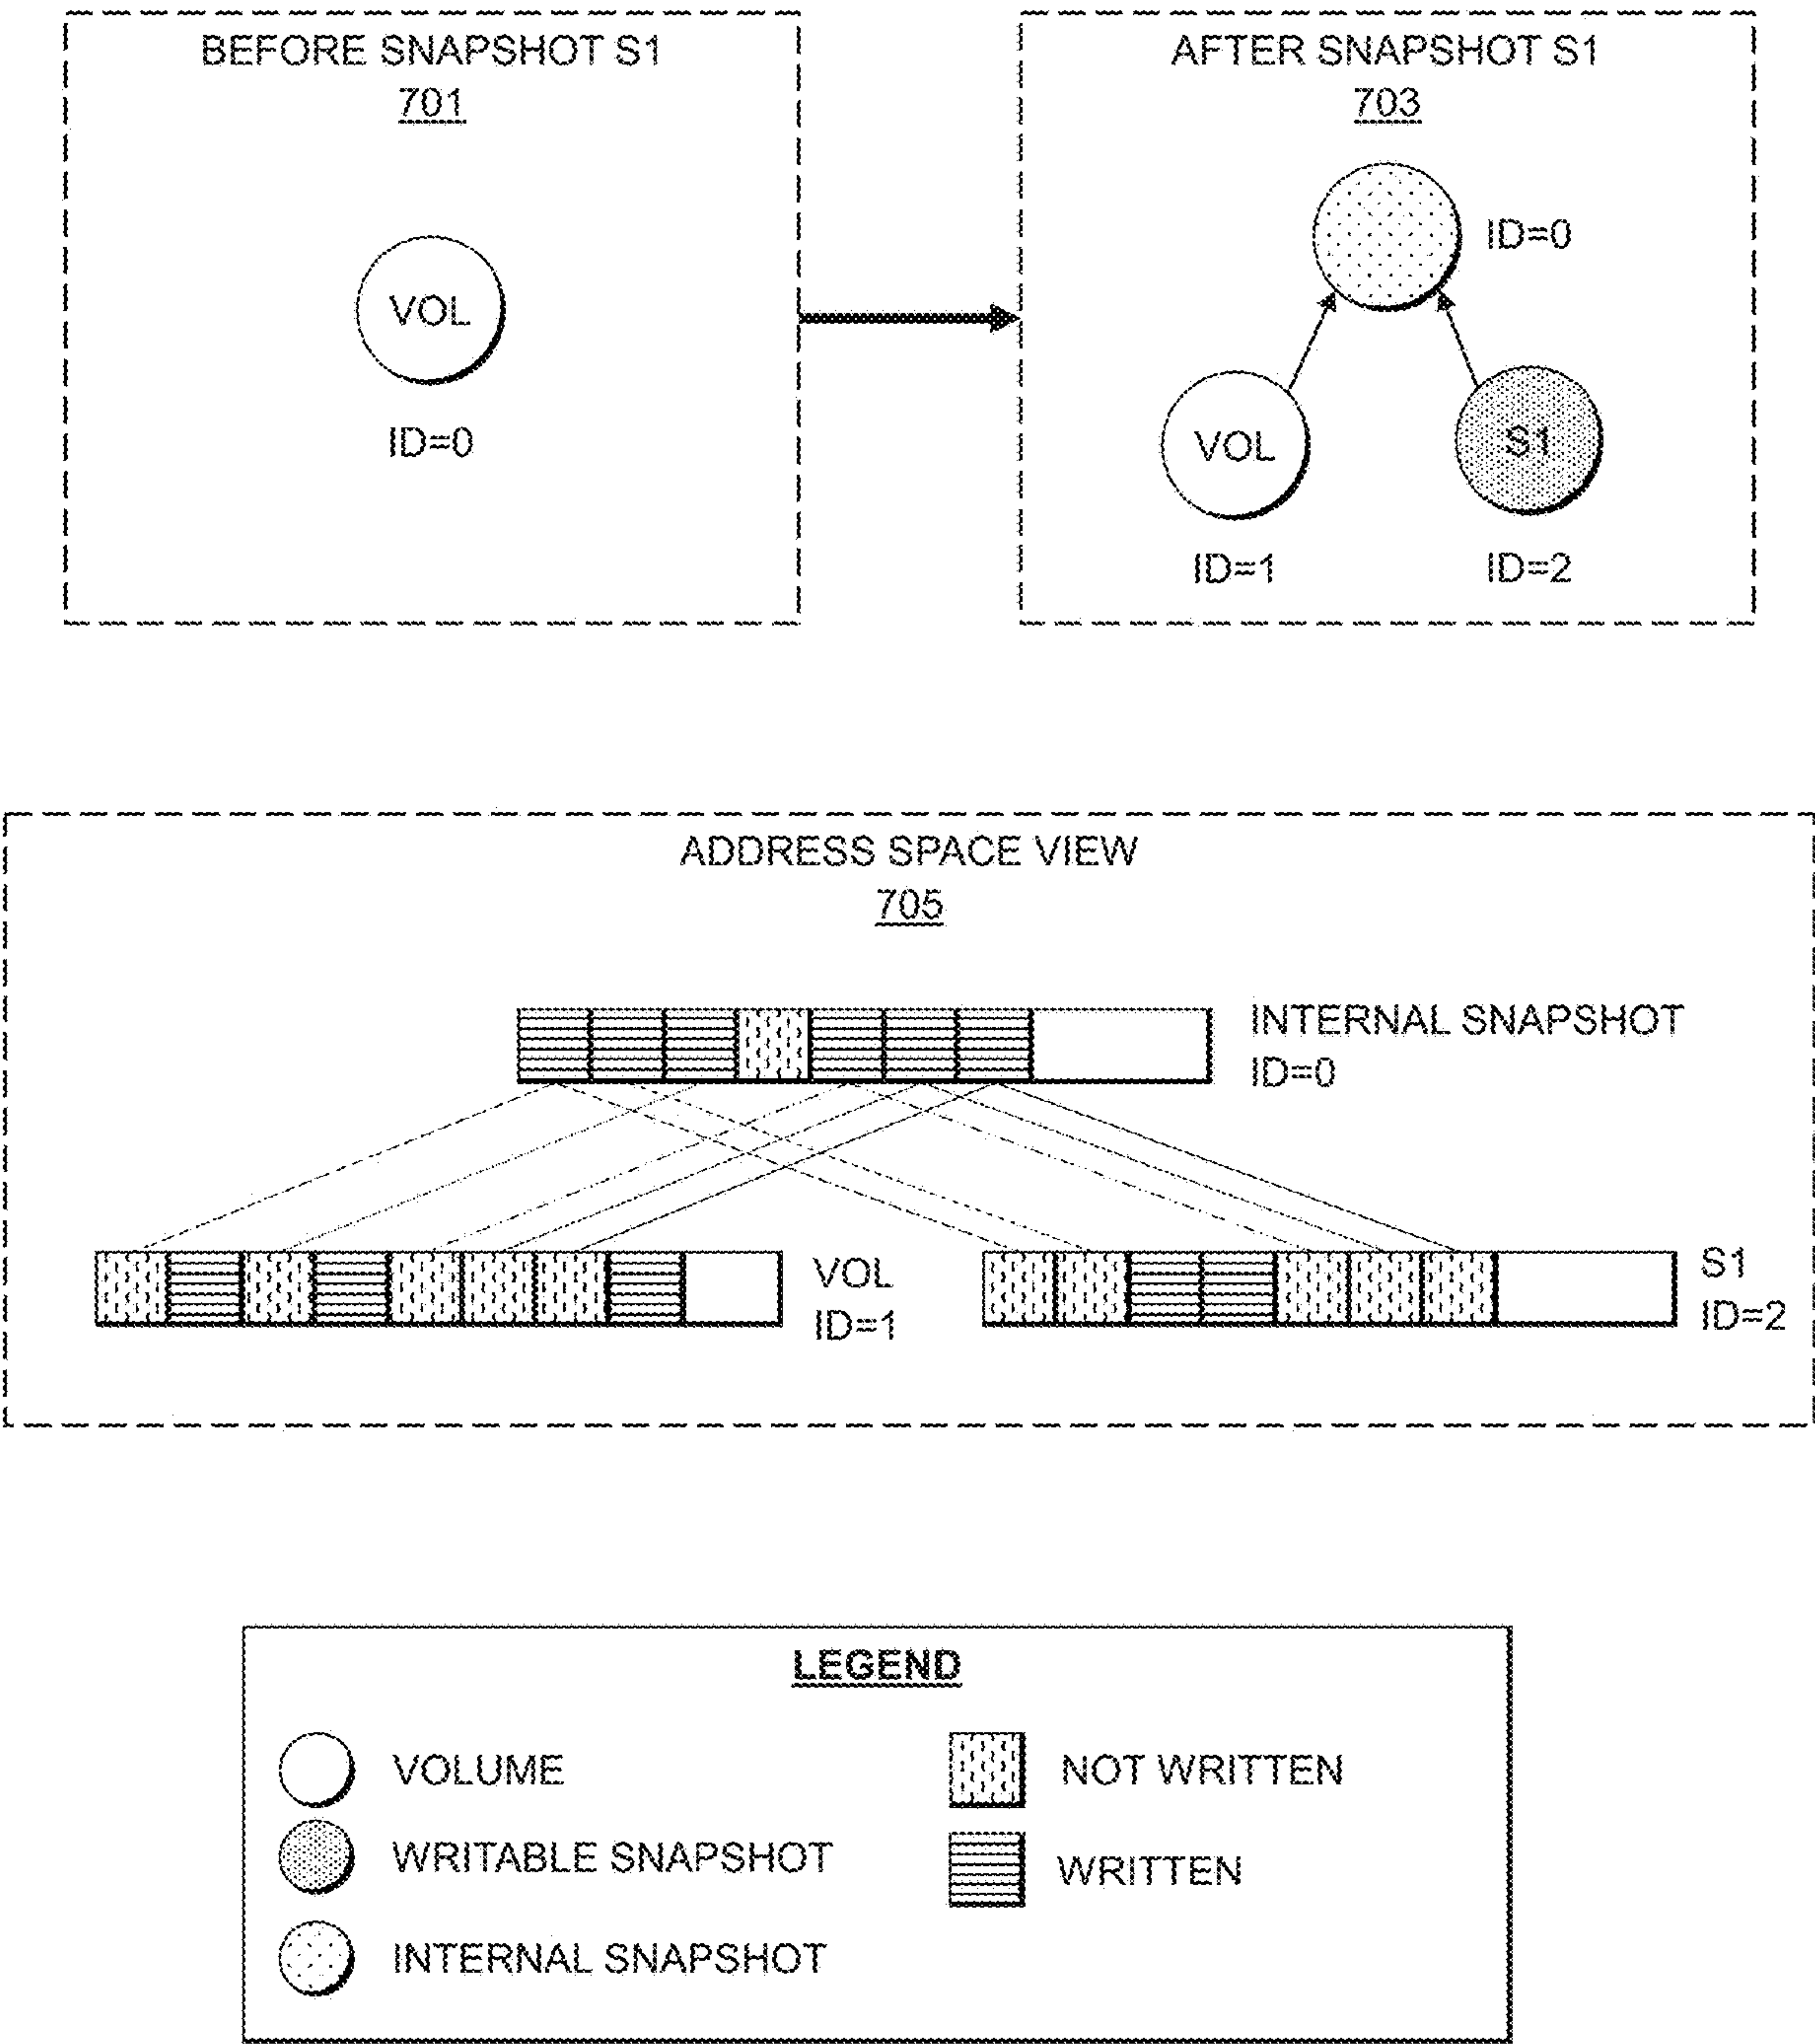 BEFORE SNAPSHOT S1
701
VOL
ID=0
AFTER SNAPSHOT S1
703
ID=0
VOL
S1
ID=1
ID=2
ADDRESS SPACE VIEW
705
INTERNAL SNAPSHOT
ID=0
VOL
ID=1
S1
ID=2
LEGEND
VOLUME
WRITABLE SNAPSHOT
INTERNAL SNAPSHOT
NOT WRITTEN
WRITTEN